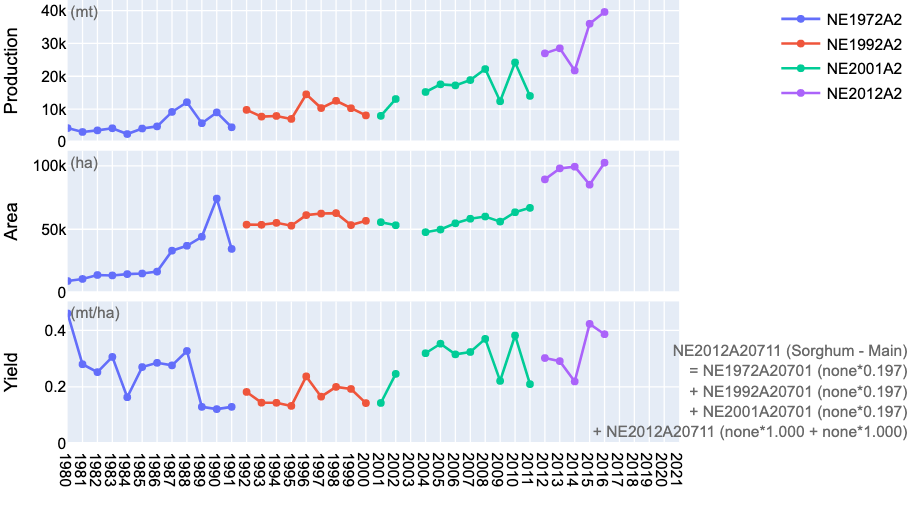 Production
(mt)
40k
30k
20k
10k
0
NE1972A2
NE1992A2
NE2001A2
NE2012A2
Area
(ha)
100k
50k
0
Yield
(mt/ha)
0.4
0.2
0
NE2012A20711 (Sorghum - Main)
= NE1972A20701 (none*0.197)
+ NE1992A20701 (none*0.197)
+ NE2001A20701 (none*0.197)
+ NE2012A20711 (none*1.000 + none*1.000)
1980 1981 1982 1983 1984 1985 1986 1987 1988 1989 1990 1991 1992 1993 1994 1995 1996 1997 1998 1999 2000 2001 2002 2003 2004 2005 2006 2007 2008 2009 2010 2011 2012 2013 2014 2015 2016 2017 2018 2019 2020 2021